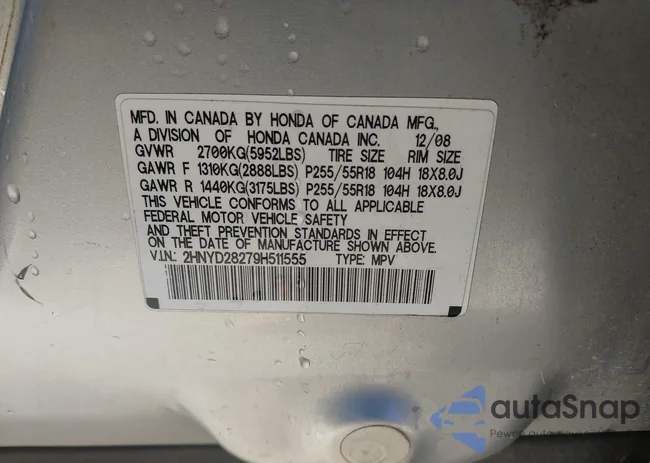 MFD. IN CANADA BY HONDA OF CANADA MFG.,
A DIVISION OF HONDA CANADA INC. 12/08
GVWR 2700KG(5952LBS) TIRE SIZE RIM SIZE
GAWR F 1310KG(2888LBS) P255/55R18 104H 18X8.0J
GAWR R 1440KG(3175LBS) P255/55R18 104H 18X8.0J
THIS VEHICLE CONFORMS TO ALL APPLICABLE
FEDERAL MOTOR VEHICLE SAFETY
AND THEFT PREVENTION STANDARDS IN EFFECT
ON THE DATE OF MANUFACTURE SHOWN ABOVE.
V.I.N.: 2HNYD28279H511555 TYPE: MPV
autoSnap
Pewne auto